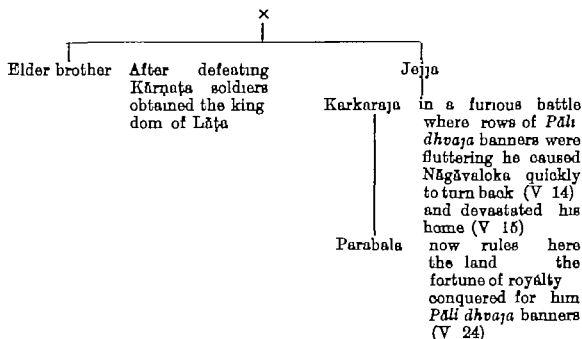 ×
Elder brother
After defeating
Kārṇaṭa soldiers
obtained the king
dom of Lāṭa
Jejja
Karkaraja
in a furious battle
where rows of Pāli
dhvaja banners were
fluttering he caused
Nāgāvaloka quickly
to turn back (V 14)
and devastated his
home (V 15)
Parabala
now rules here
the land the
fortune of royalty
conquered for him
Pāli dhvaja banners
(V 24)